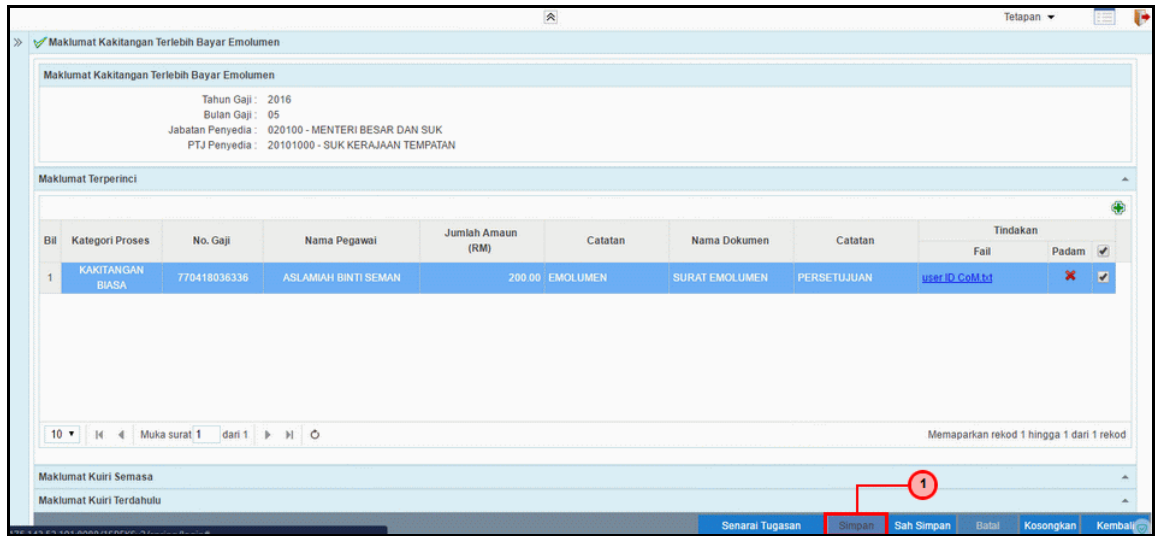 Tetapan
Maklumat Kakitangan Terlebih Bayar Emolumen
Maklumat Kakitangan Terlebih Bayar Emolumen
Tahun Gaji : 2016
Bulan Gaji : 05
Jabatan Penyedia : 020100 - MENTERI BESAR DAN SUK
PTJ Penyedia : 20101000 - SUK KERAJAAN TEMPATAN
Maklumat Terperinci
Bil Kategori Proses No. Gaji Nama Pegawai Jumlah Amaun (RM) Catatan Nama Dokumen Catatan Tindakan
Fail Padam
1 KAKITANGAN BIASA 770418036336 ASLAMIAH BINTI SEMAN 200.00 EMOLUMEN SURAT EMOLUMEN PERSETUJUAN user ID CoM.txt
10 Muka surat 1 dari 1 Memaparkan rekod 1 hingga 1 dari 1 rekod
Maklumat Kuiri Semasa
1
Maklumat Kuiri Terdahulu
Senarai Tugasan Simpan Sah Simpan Batal Kosongkan Kembali